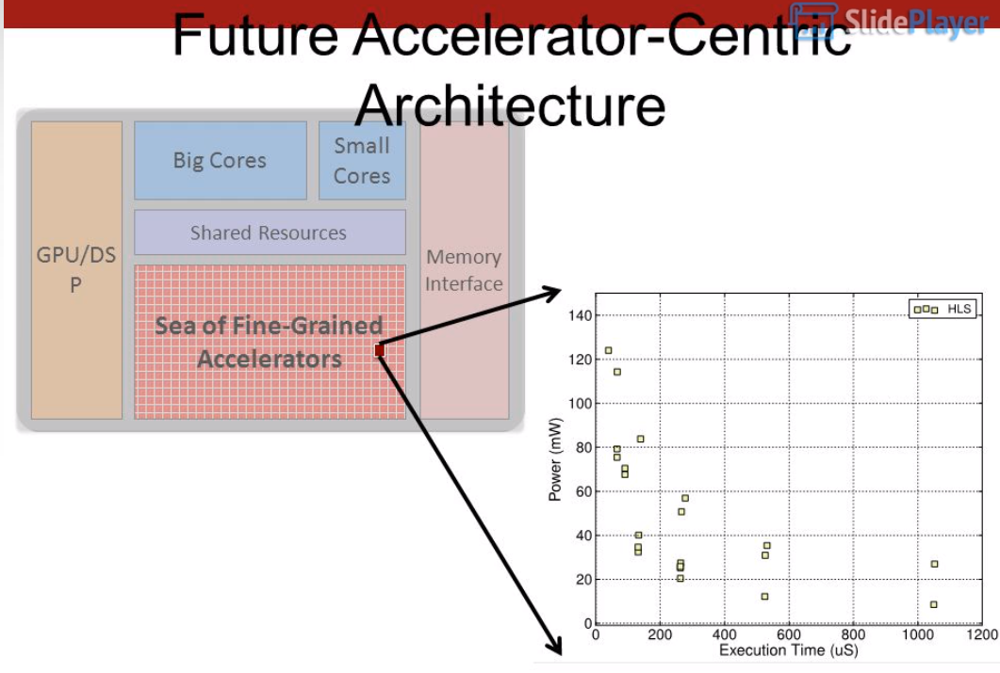 SlidePlayer
Future Accelerator-Centric
Architecture
Big Cores
Small
Cores
Shared Resources
GPU/DS
P
Memory
Interface
Sea of Fine-Grained
Accelerators
HLS
140
120
100
80
60
40
20
0
Power (mW)
0 200 400 600 800 1000 1200
Execution Time (uS)